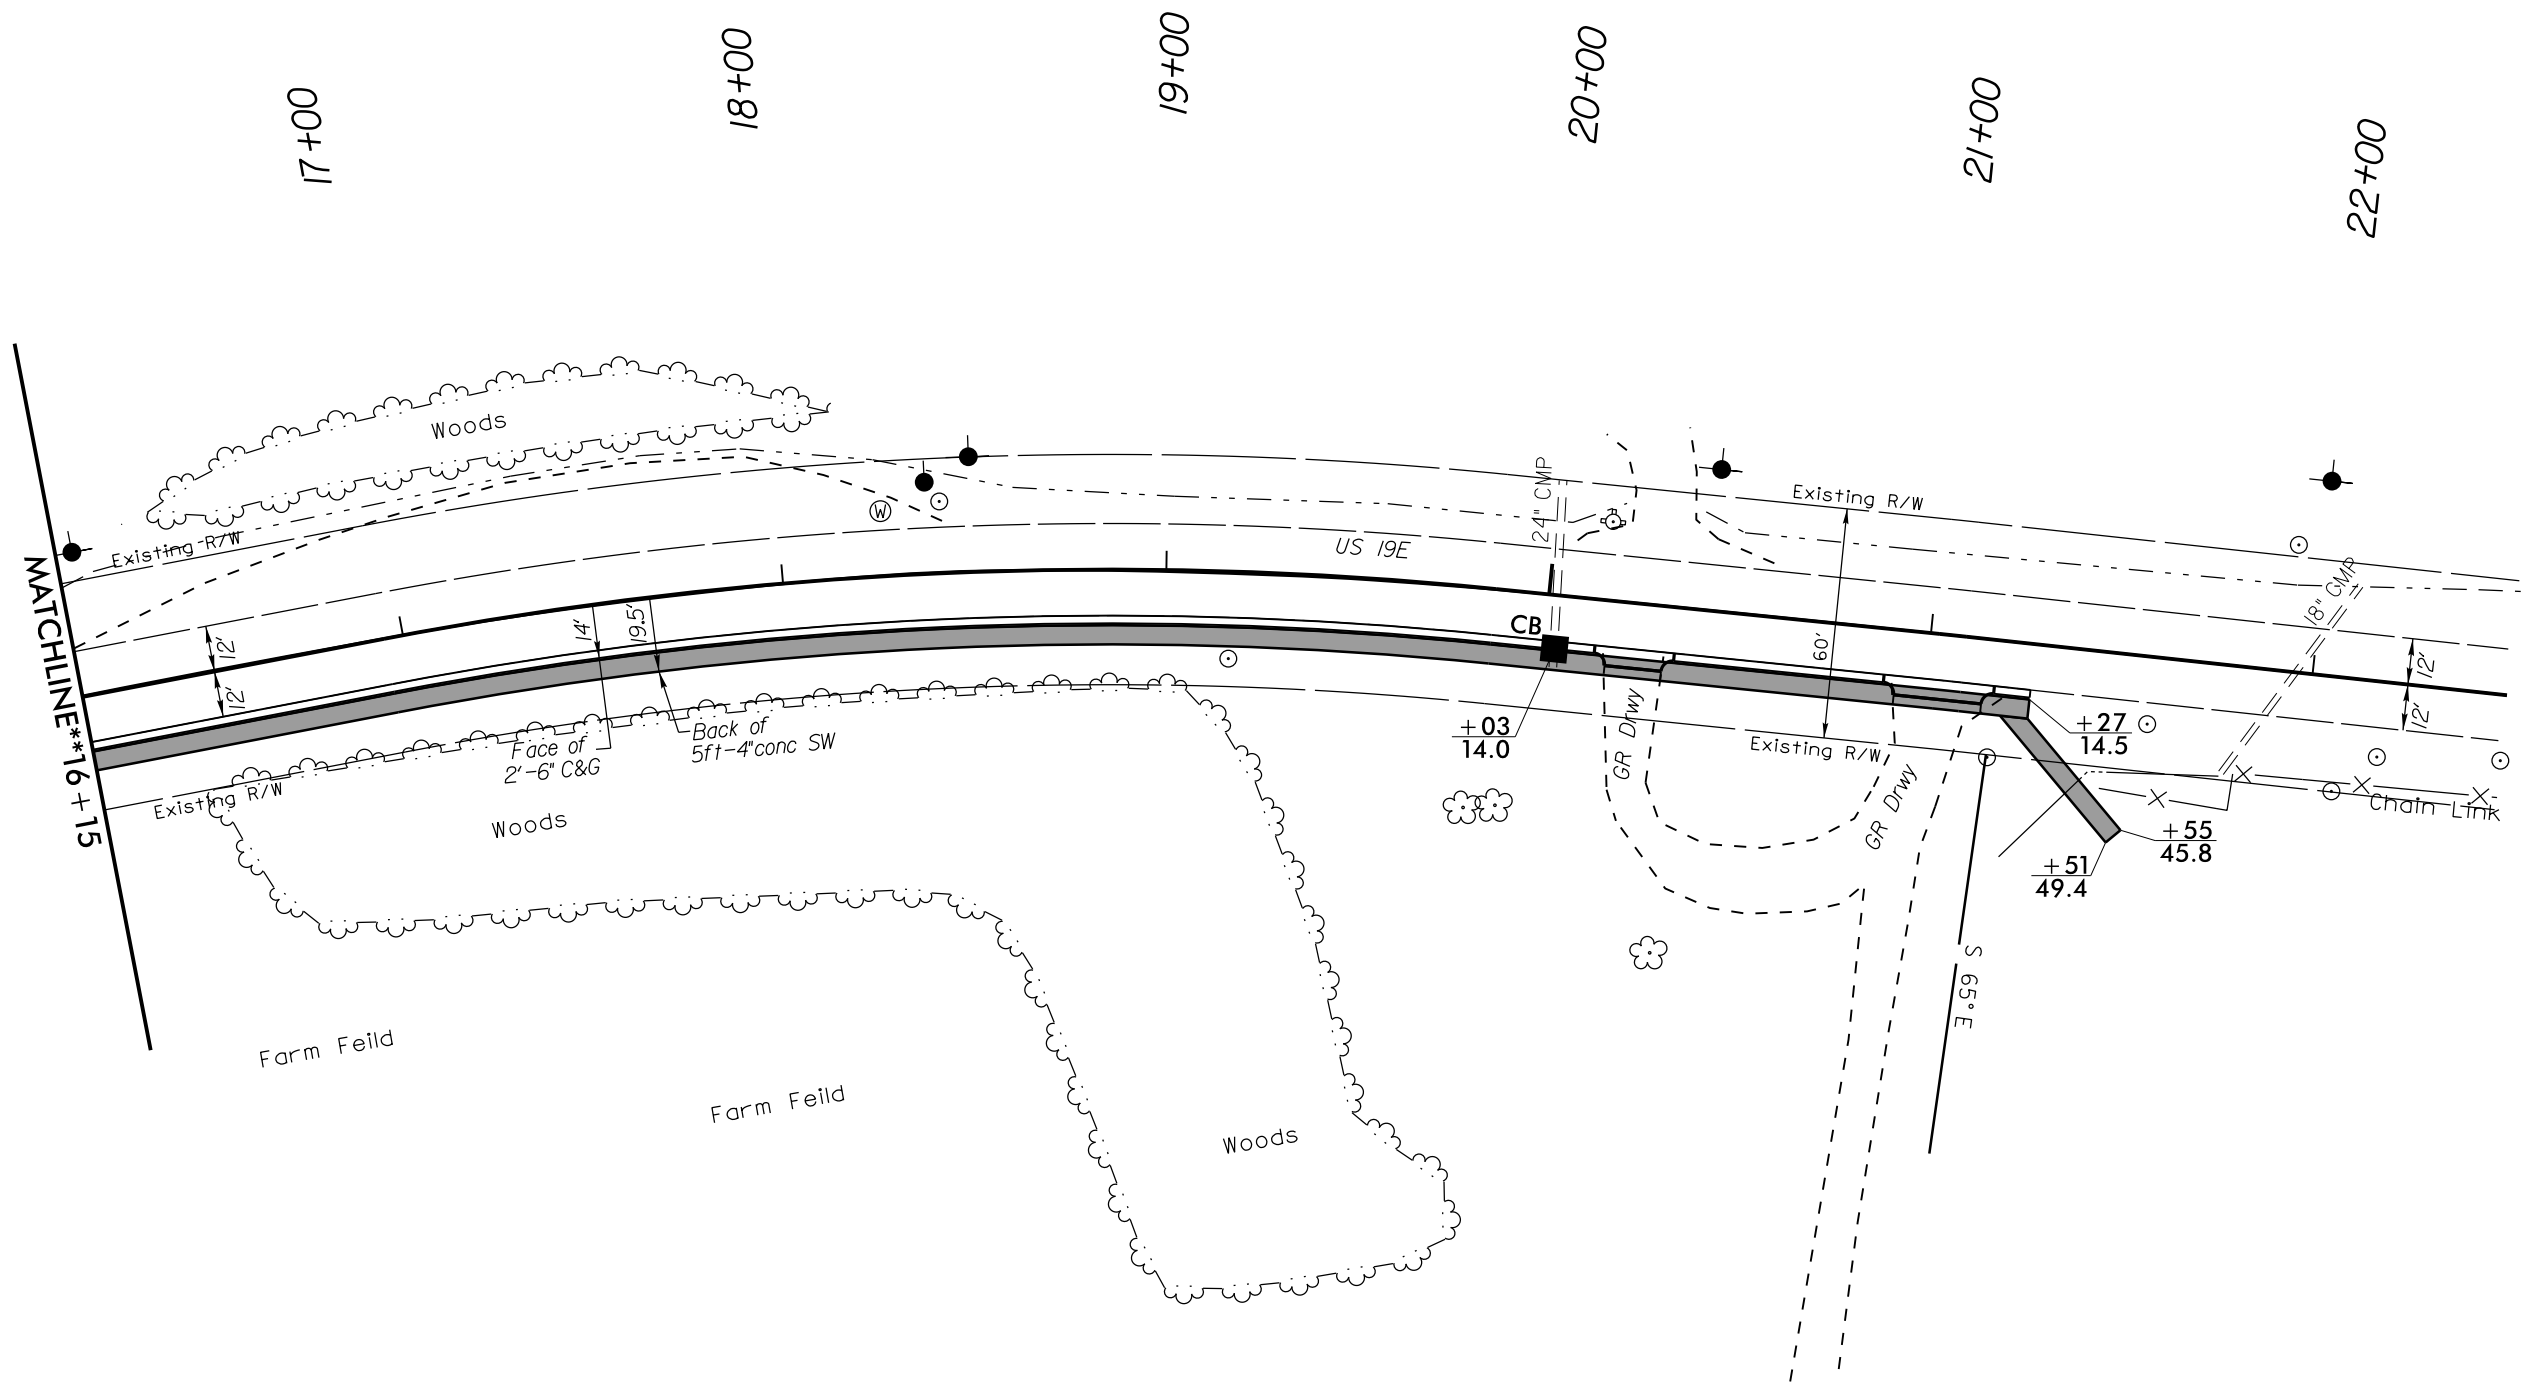 17+00
18+00
19+00
20+00
21+00
22+00
MATCHLINE**16+15
Woods
Existing R/W
W
24" CMP
US 19E
Existing R/W
18" CMP
12'
12'
14'
19.5'
CB
60'
12'
12'
Face of
2'-6" C&G
Back of
5ft-4"conc SW
+03
14.0
GR Drwy
Existing R/W
GR Drwy
+27
14.5
Existing R/W
Woods
Chain Link
+55
45.8
+51
49.4
S 65° E
Farm Feild
Farm Feild
Woods